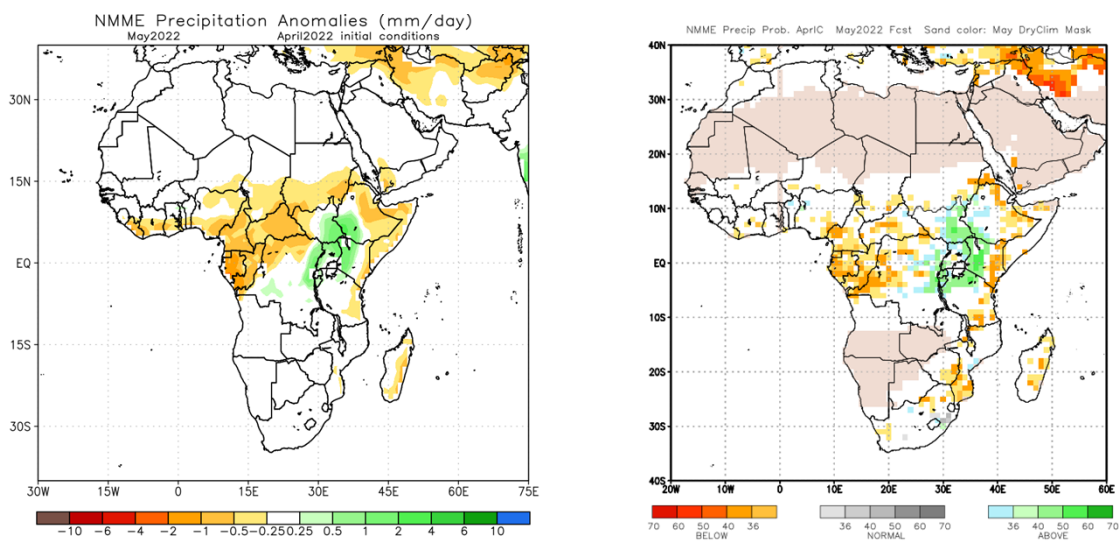 NMME Precipitation Anomalies (mm/day)
May2022 April2022 initial conditions
30N
15N
EQ
15S
30S
30W 15W 0 15E 30E 45E 60E 75E
-10 -6 -4 -2 -1 -0.5 -0.25 0.25 0.5 1 2 4 6 10
NMME Precip Prob. AprIC May2022 Fcst Sand color: May DryClim Mask
40N
30N
20N
10N
EQ
10S
20S
30S
40S
20W 10W 0 10E 20E 30E 40E 50E 60E
70 60 50 40 36
BELOW
36 40 50 60 70
NORMAL
36 40 50 60 70
ABOVE